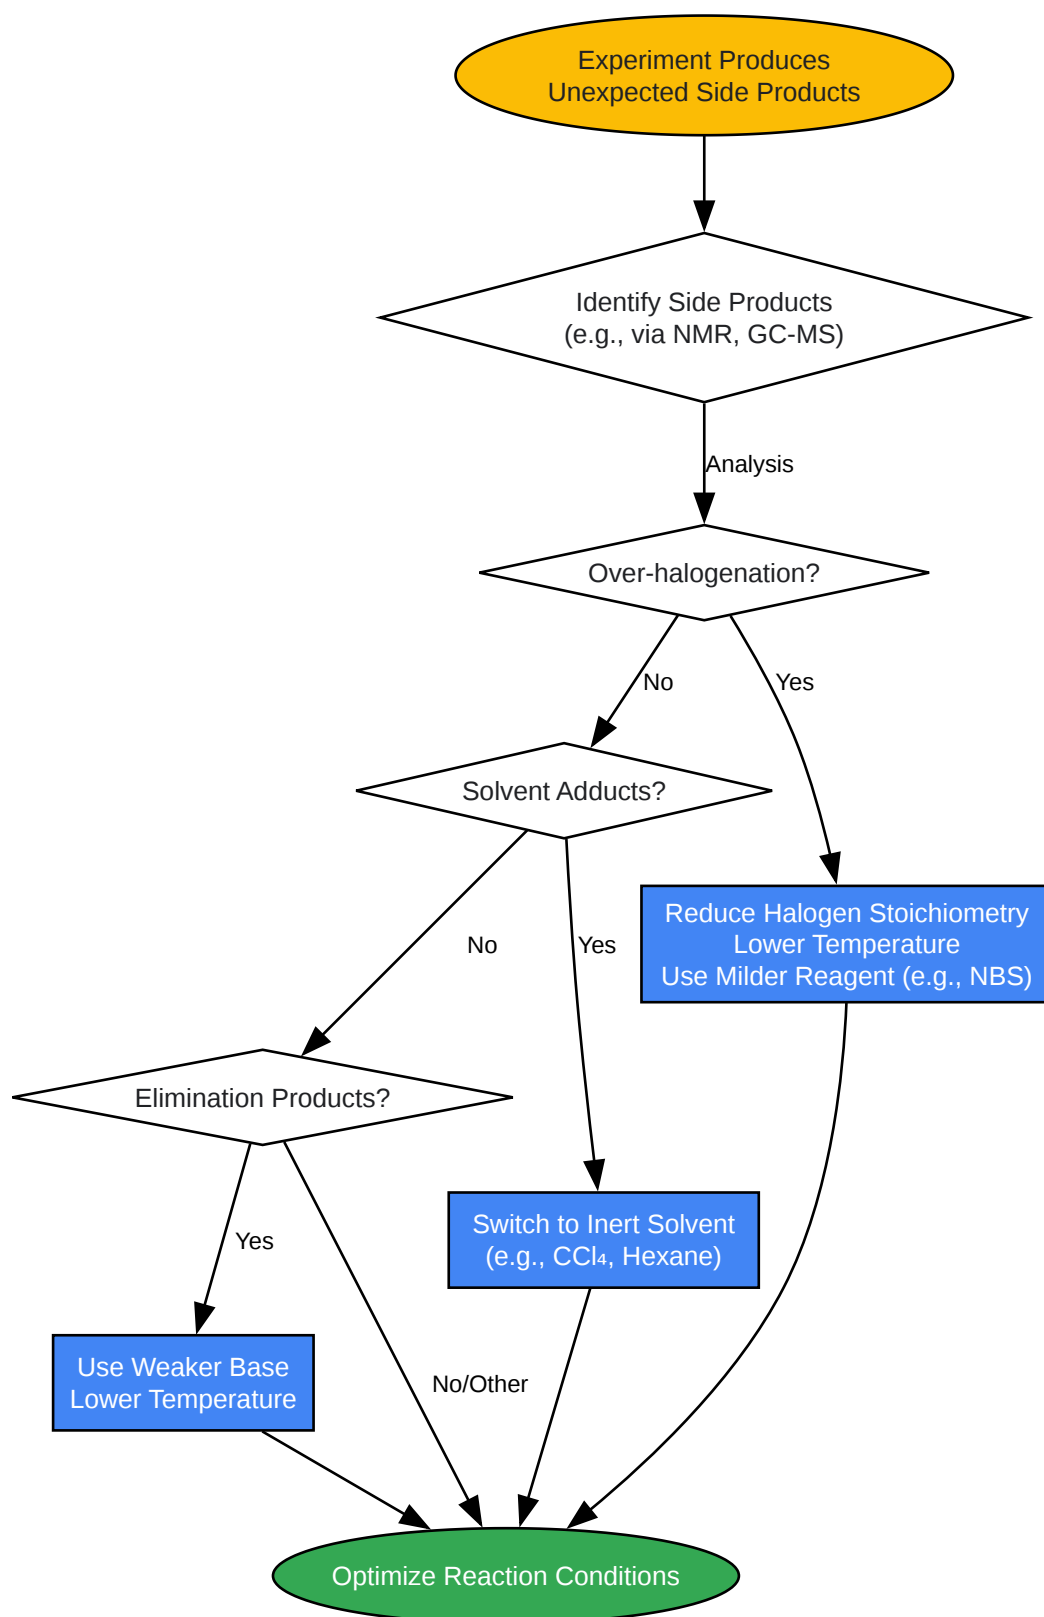 Experiment Produces
Unexpected Side Products
Identify Side Products
(e.g., via NMR, GC-MS)
Analysis
Over-halogenation?
No
Yes
Solvent Adducts?
No
Yes
Reduce Halogen Stoichiometry
Lower Temperature
Use Milder Reagent (e.g., NBS)
Elimination Products?
Yes
Switch to Inert Solvent
(e.g., CCl₄, Hexane)
Use Weaker Base
Lower Temperature
No/Other
Optimize Reaction Conditions